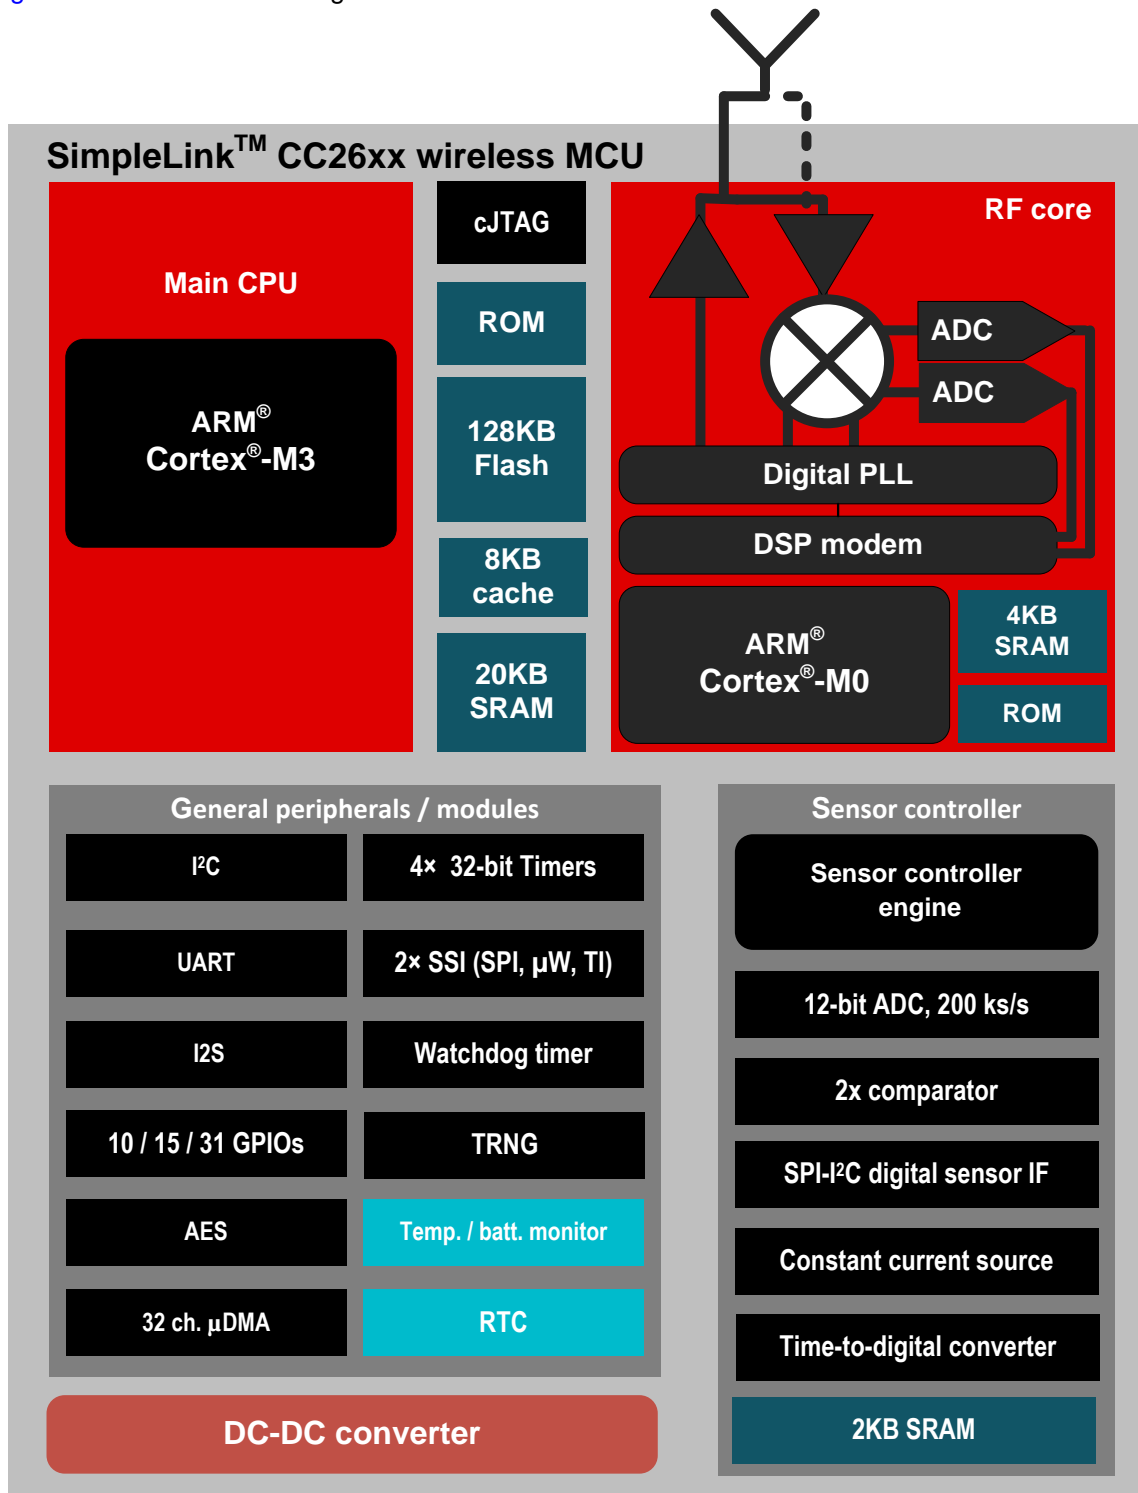 SimpleLink™ CC26xx wireless MCU
Main CPU
ARM®
Cortex®-M3
cJTAG
ROM
128KB
Flash
8KB
cache
20KB
SRAM
RF core
ADC
ADC
Digital PLL
DSP modem
ARM®
Cortex®-M0
4KB
SRAM
ROM
General peripherals / modules
I²C
4× 32-bit Timers
UART
2× SSI (SPI, µW, TI)
I2S
Watchdog timer
10 / 15 / 31 GPIOs
TRNG
AES
Temp. / batt. monitor
32 ch. µDMA
RTC
DC-DC converter
Sensor controller
Sensor controller
engine
12-bit ADC, 200 ks/s
2x comparator
SPI-I²C digital sensor IF
Constant current source
Time-to-digital converter
2KB SRAM